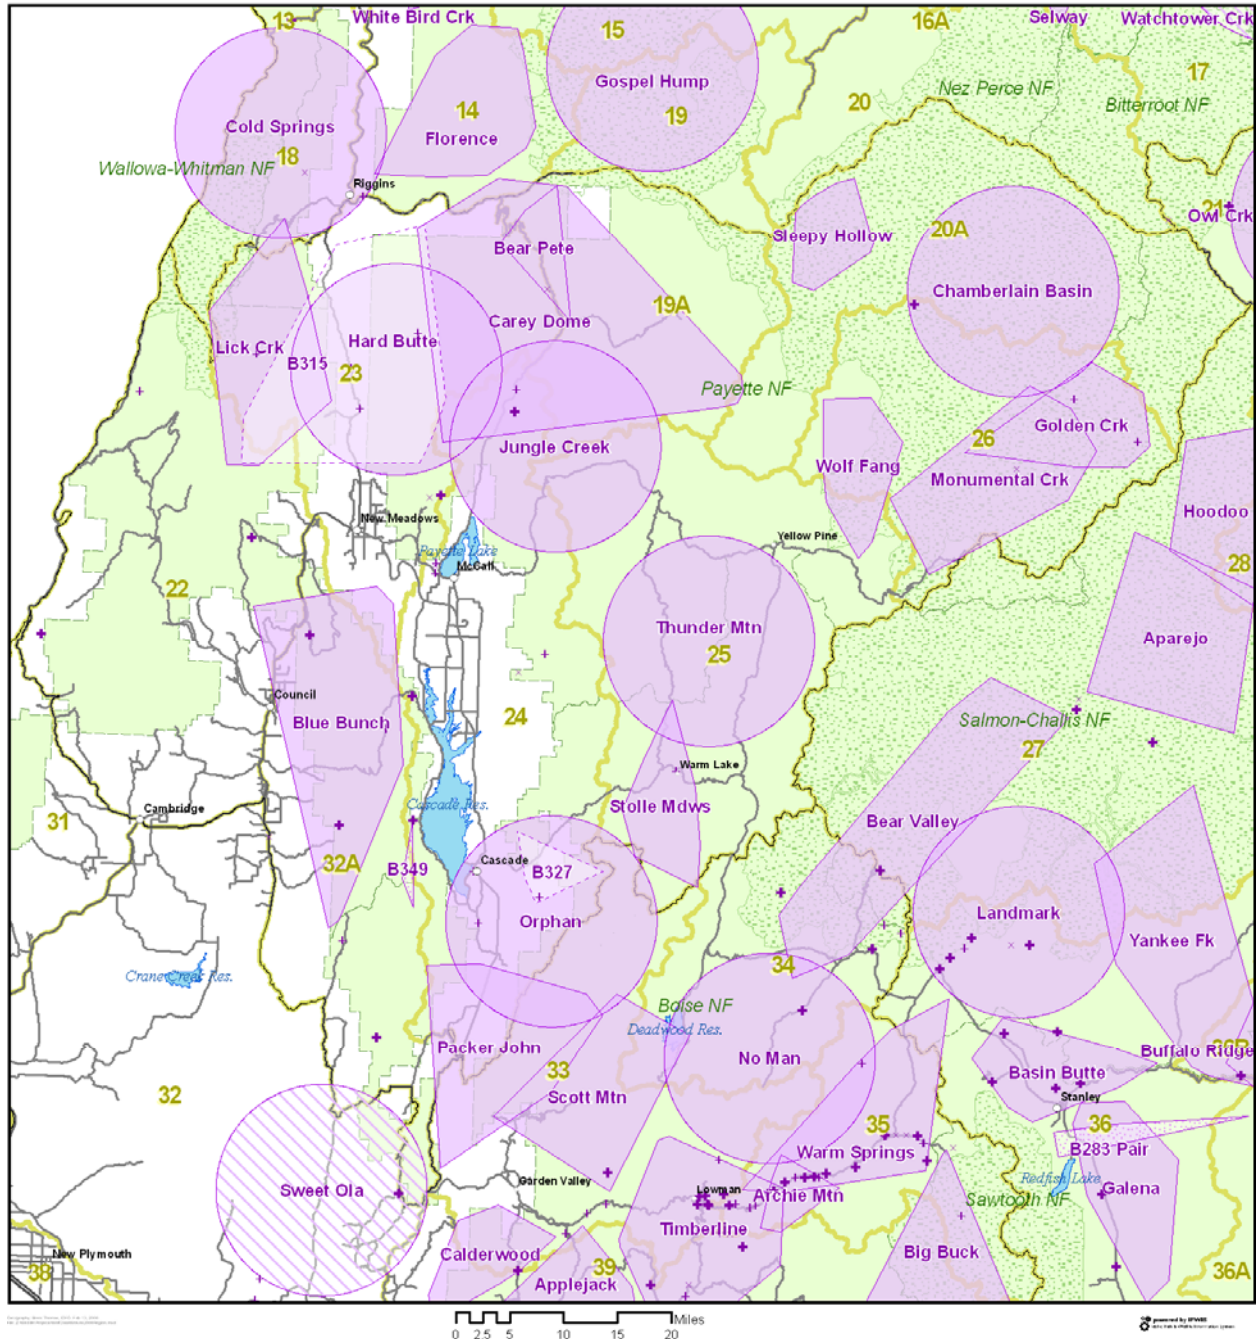 13
White Bird Crk
15
16A
Selway
Watchtower Crk
Gospel Hump
17
Nez Perce NF
20
Bitterroot NF
14
19
Cold Springs
Florence
18
Wallowa-Whitman NF
Riggins
21
Owl Crk
20A
Sleepy Hollow
Bear Pete
Chamberlain Basin
19A
Carey Dome
Hard Butte
Lick Crk
B315
23
Payette NF
Golden Crk
26
Jungle Creek
Wolf Fang
Monumental Crk
Hoodoo
New Meadows
Yellow Pine
Payette Lake
McCall
28
22
Thunder Mtn
Aparejo
25
Council
24
Blue Bunch
Salmon-Challis NF
27
Warm Lake
Cascade Res.
Stolle Mdws
Cambridge
31
Bear Valley
32A
Cascade
B349
B327
Landmark
Orphan
Yankee Fk
34
Crane Creek Res.
Boise NF
Deadwood Res.
Packer John
No Man
Buffalo Ridge
33
Basin Butte
32
Scott Mtn
Stanley
35
36
Warm Springs
B283 Pair
Garden Valley
Redfish Lake
Sweet Ola
Lowman
Archie Mtn
Galena
Sawtooth NF
Timberline
New Plymouth
Calderwood
Big Buck
38
39
36A
Applejack
Miles
0 2.5 5 10 15 20